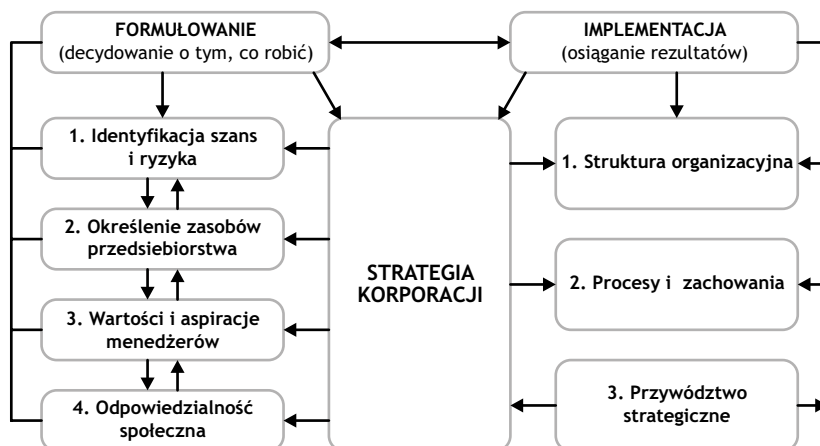 FORMUŁOWANIE
(decydowanie o tym, co robić)
IMPLEMENTACJA
(osiąganie rezultatów)
1. Identyfikacja szans
i ryzyka
2. Określenie zasobów
przedsiebiorstwa
3. Wartości i aspiracje
menedżerów
4. Odpowiedzialność
społeczna
STRATEGIA
KORPORACJI
1. Struktura organizacyjna
2. Procesy i zachowania
3. Przywództwo
strategiczne